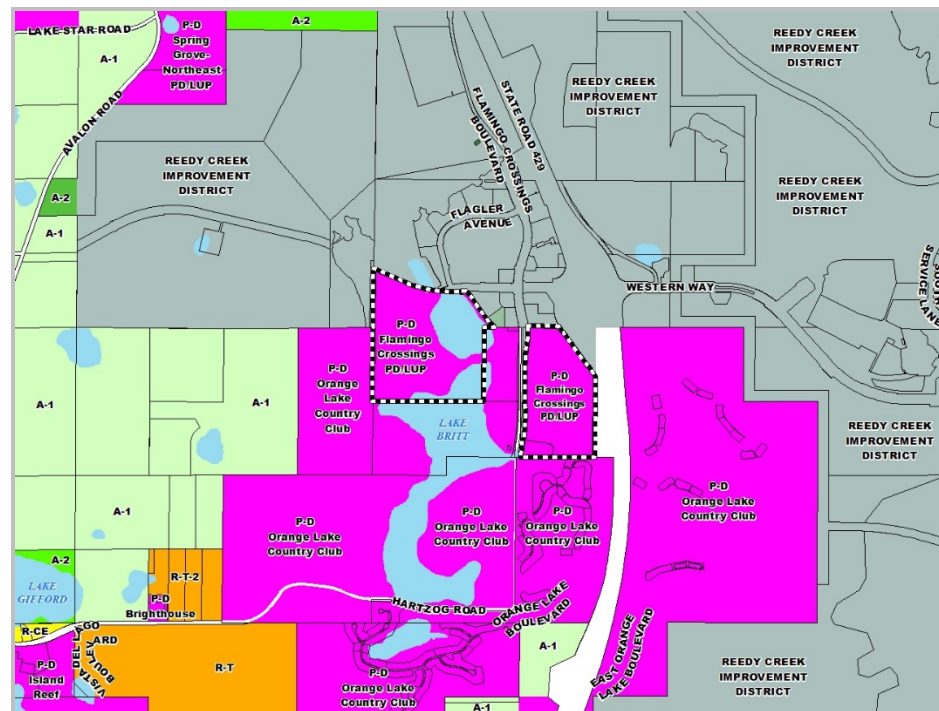 LAKE STAR ROAD
P-D
Spring
Grove-
Northeast
PD/LUP
A-2
A-1
AVALON ROAD
REEDY CREEK
IMPROVEMENT
DISTRICT
REEDY CREEK
IMPROVEMENT
DISTRICT
STATE ROAD 429
FLAMINGO CROSSINGS
BOULEVARD
REEDY CREEK
IMPROVEMENT
DISTRICT
REEDY CREEK
IMPROVEMENT
DISTRICT
A-2
A-1
FLAGLER
AVENUE
WESTERN WAY
SOUTH
SERVICE LANE
P-D
Flamingo
Crossings
PD/LUP
P-D
Orange
Lake
Country
Club
P-D
Flamingo
Crossings
PD/LUP
A-1
A-1
LAKE
BRITT
REEDY CREEK
IMPROVEMENT
DISTRICT
P-D
Orange Lake
Country Club
A-1
P-D
Orange Lake
Country Club
P-D
Orange Lake
Country Club
P-D
Orange Lake
Country Club
A-2
R-T-2
LAKE
GIFFORD
P-D
Brighthouse
HARTZOG ROAD
ORANGE LAKE
BOULEVARD
R-CE
VISTA DEL LAGO
BOULEVARD
P-D
Island
Reef
R-T
P-D
Orange Lake
Country Club
A-1
EAST ORANGE
LAKE BOULEVARD
REEDY CREEK
IMPROVEMENT
DISTRICT
A-1